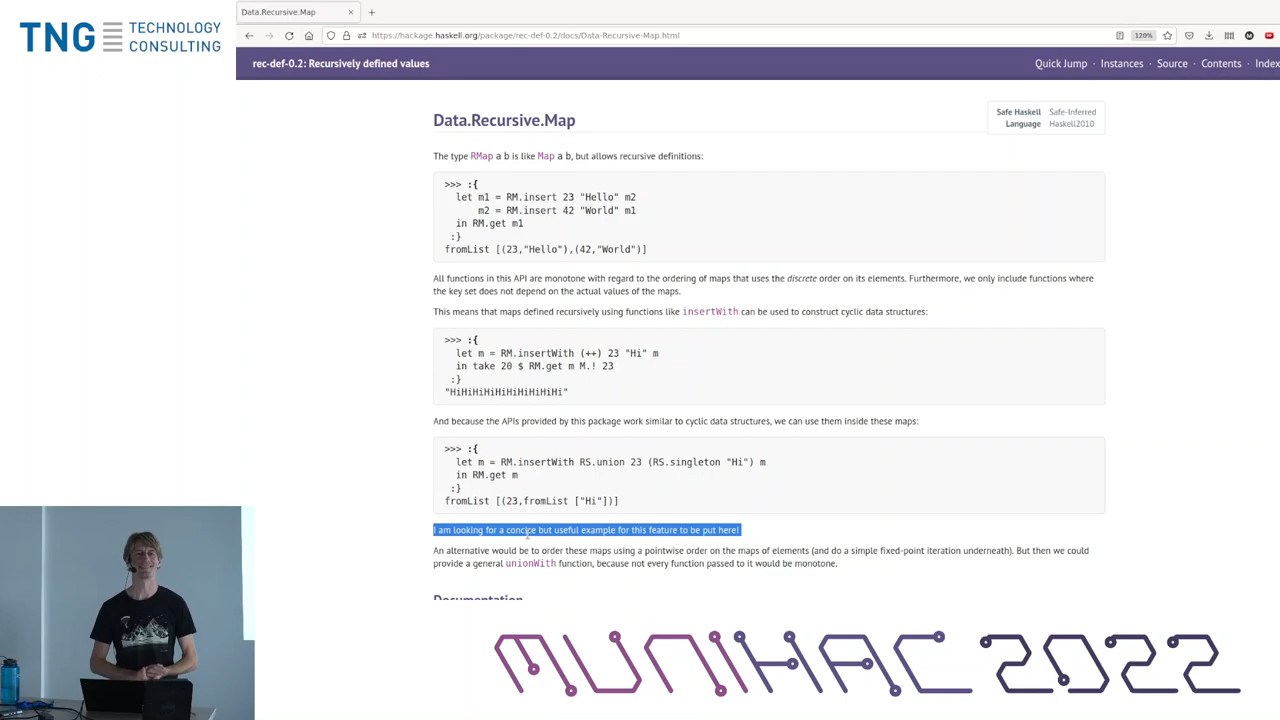 TNG TECHNOLOGY
CONSULTING
Data.Recursive.Map
https://hackage.haskell.org/package/rec-def-0.2/docs/Data-Recursive-Map.html
120%
rec-def-0.2: Recursively defined values
Quick Jump · Instances · Source · Contents · Index
Safe Haskell Safe-Inferred
Language Haskell2010
Data.Recursive.Map
The type RMap a b is like Map a b, but allows recursive definitions:
>>> :{
let m1 = RM.insert 23 "Hello" m2
m2 = RM.insert 42 "World" m1
in RM.get m1
:}
fromList [(23,"Hello"),(42,"World")]
All functions in this API are monotone with regard to the ordering of maps that uses the discrete order on its elements. Furthermore, we only include functions where
the key set does not depend on the actual values of the maps.
This means that maps defined recursively using functions like insertWith can be used to construct cyclic data structures:
>>> :{
let m = RM.insertWith (++) 23 "Hi" m
in take 20 $ RM.get m M.! 23
:}
"HiHiHiHiHiHiHiHiHiHi"
And because the APIs provided by this package work similar to cyclic data structures, we can use them inside these maps:
>>> :{
let m = RM.insertWith RS.union 23 (RS.singleton "Hi") m
in RM.get m
:}
fromList [(23,fromList ["Hi"])]
I am looking for a concice but useful example for this feature to be put here!
An alternative would be to order these maps using a pointwise order on the maps of elements (and do a simple fixed-point iteration underneath). But then we could
provide a general unionWith function, because not every function passed to it would be monotone.
Documentation
MUNIHAC 2022